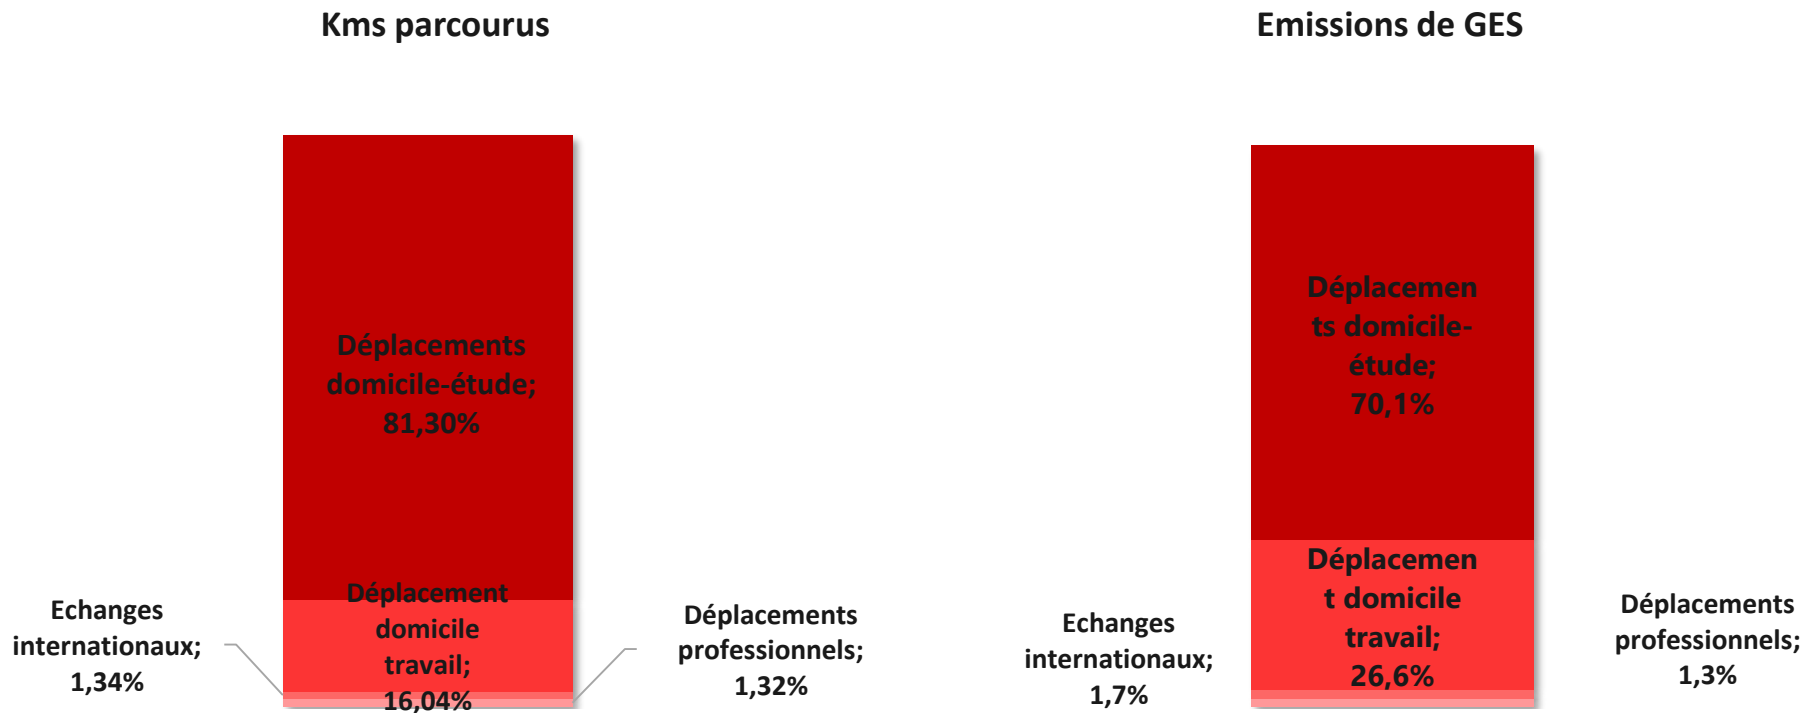 Kms parcourus
Déplacements
domicile-étude;
81,30%
Déplacement
domicile
travail;
16,04%
Echanges
internationaux;
1,34%
Déplacements
professionnels;
1,32%
Emissions de GES
Déplacemen
ts domicile-
étude;
70,1%
Déplacemen
t domicile
travail;
26,6%
Echanges
internationaux;
1,7%
Déplacements
professionnels;
1,3%